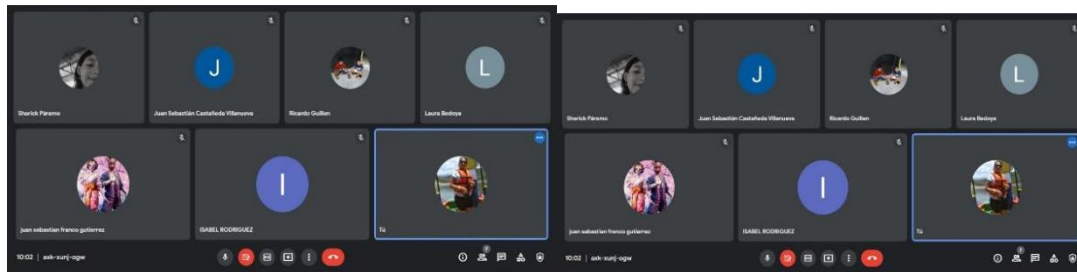 J
L
Sharick Páramo
Juan Sebastián Castañeda Villanueva
Ricardo Guillen
Laura Bedoya
I
juan sebastian franco gutierrez
ISABEL RODRIGUEZ
Tú
10:02 | axk-xunj-ogw
7
J
L
Sharick Páramo
Juan Sebastián Castañeda Villanueva
Ricardo Guillen
Laura Bedoya
I
juan sebastian franco gutierrez
ISABEL RODRIGUEZ
Tú
10:02 | axk-xunj-ogw
7